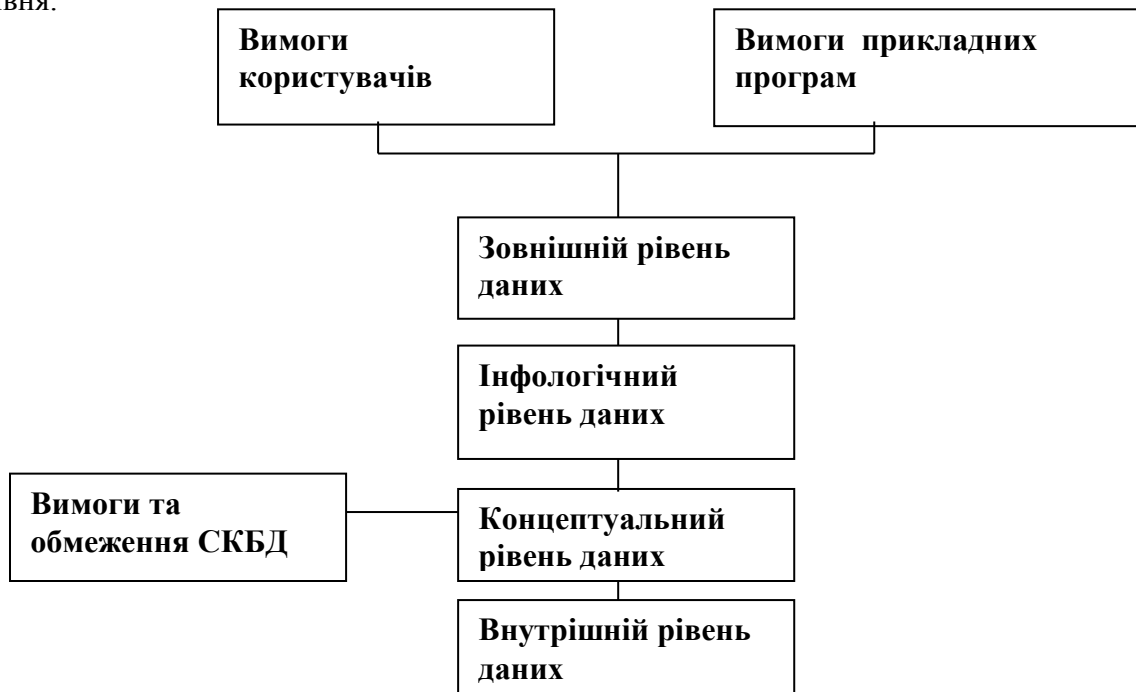 Вимоги
користувачів
Вимоги прикладних
програм
Зовнішній рівень
даних
Інфологічний
рівень даних
Вимоги та
обмеження СКБД
Концептуальний
рівень даних
Внутрішній рівень
даних